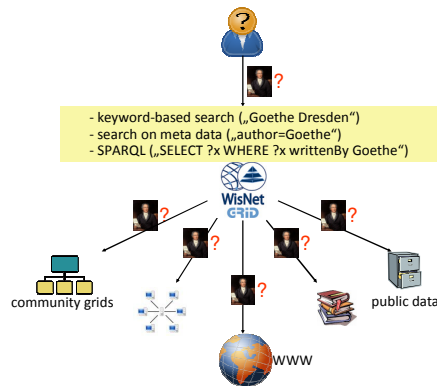 ?
?
- keyword-based search („Goethe Dresden“)
- search on meta data („author=Goethe“)
- SPARQL („SELECT ?x WHERE ?x writtenBy Goethe“)
WisNet
GRiD
? ? ? ? ?
community grids
public data
WWW